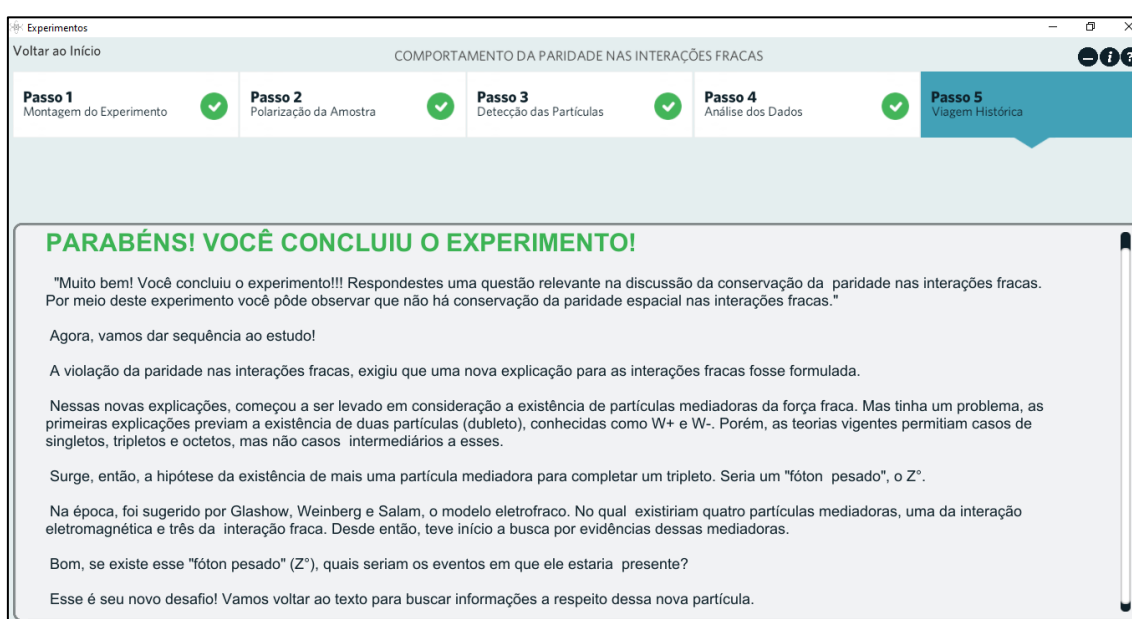 Experimentos
Voltar ao Início
COMPORTAMENTO DA PARIDADE NAS INTERAÇÕES FRACAS
Passo 1
Montagem do Experimento
Passo 2
Polarização da Amostra
Passo 3
Detecção das Partículas
Passo 4
Análise dos Dados
Passo 5
Viagem Histórica
PARABÉNS! VOCÊ CONCLUIU O EXPERIMENTO!
"Muito bem! Você concluiu o experimento!!! Respondestes uma questão relevante na discussão da conservação da paridade nas interações fracas.
Por meio deste experimento você pôde observar que não há conservação da paridade espacial nas interações fracas."
Agora, vamos dar sequência ao estudo!
A violação da paridade nas interações fracas, exigiu que uma nova explicação para as interações fracas fosse formulada.
Nessas novas explicações, começou a ser levado em consideração a existência de partículas mediadoras da força fraca. Mas tinha um problema, as
primeiras explicações previam a existência de duas partículas (dubleto), conhecidas como W+ e W-. Porém, as teorias vigentes permitiam casos de
singletos, tripletos e octetos, mas não casos intermediários a esses.
Surge, então, a hipótese da existência de mais uma partícula mediadora para completar um tripleto. Seria um "fóton pesado", o Z°.
Na época, foi sugerido por Glashow, Weinberg e Salam, o modelo eletrofraco. No qual existiriam quatro partículas mediadoras, uma da interação
eletromagnética e três da interação fraca. Desde então, teve início a busca por evidências dessas mediadoras.
Bom, se existe esse "fóton pesado" (Z°), quais seriam os eventos em que ele estaria presente?
Esse é seu novo desafio! Vamos voltar ao texto para buscar informações a respeito dessa nova partícula.